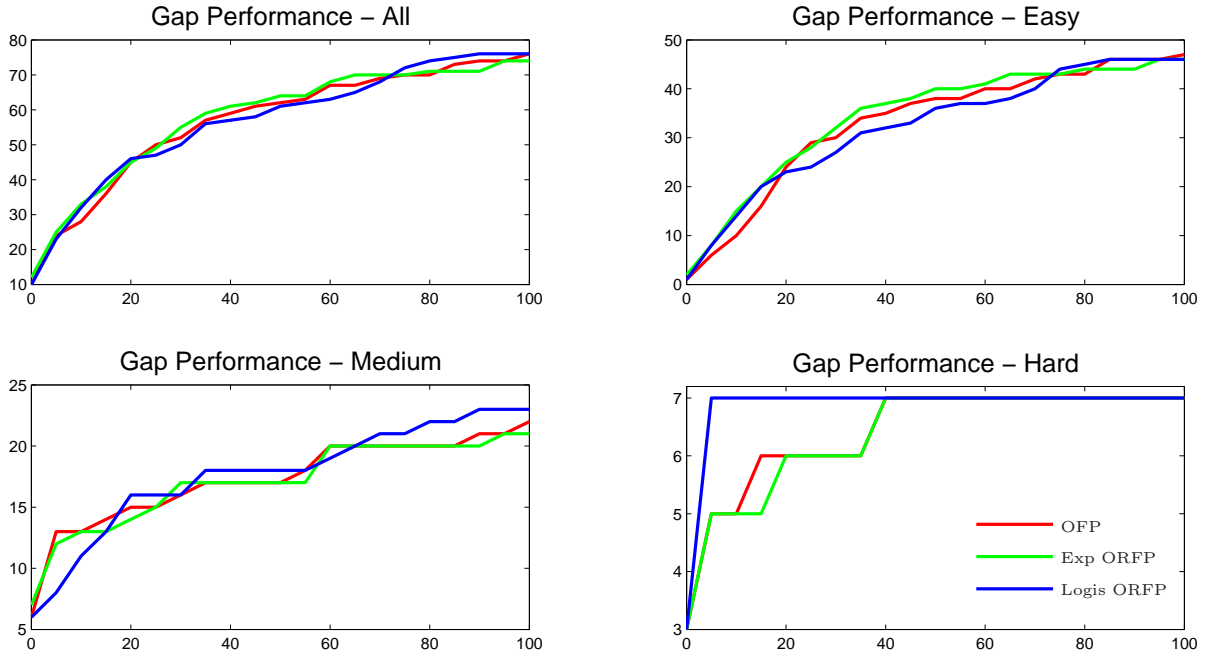 Gap Performance – All
80
70
60
50
40
30
20
10
0 20 40 60 80 100
Gap Performance – Easy
50
40
30
20
10
0
0 20 40 60 80 100
Gap Performance – Medium
25
20
15
10
5
0 20 40 60 80 100
Gap Performance – Hard
7
6
5
4
3
0 20 40 60 80 100
OFP
Exp ORFP
Logis ORFP